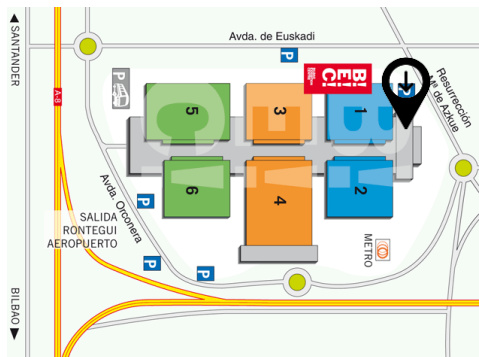 SANTANDER
Avda. de Euskadi
P
BI
EC!
P
Resurrección
Mª de Azkue
A-8
P
5
3
1
6
4
2
Avda. Orconera
P
SALIDA
RONTEGUI
AEROPUERTO
P
P
METRO
BILBAO